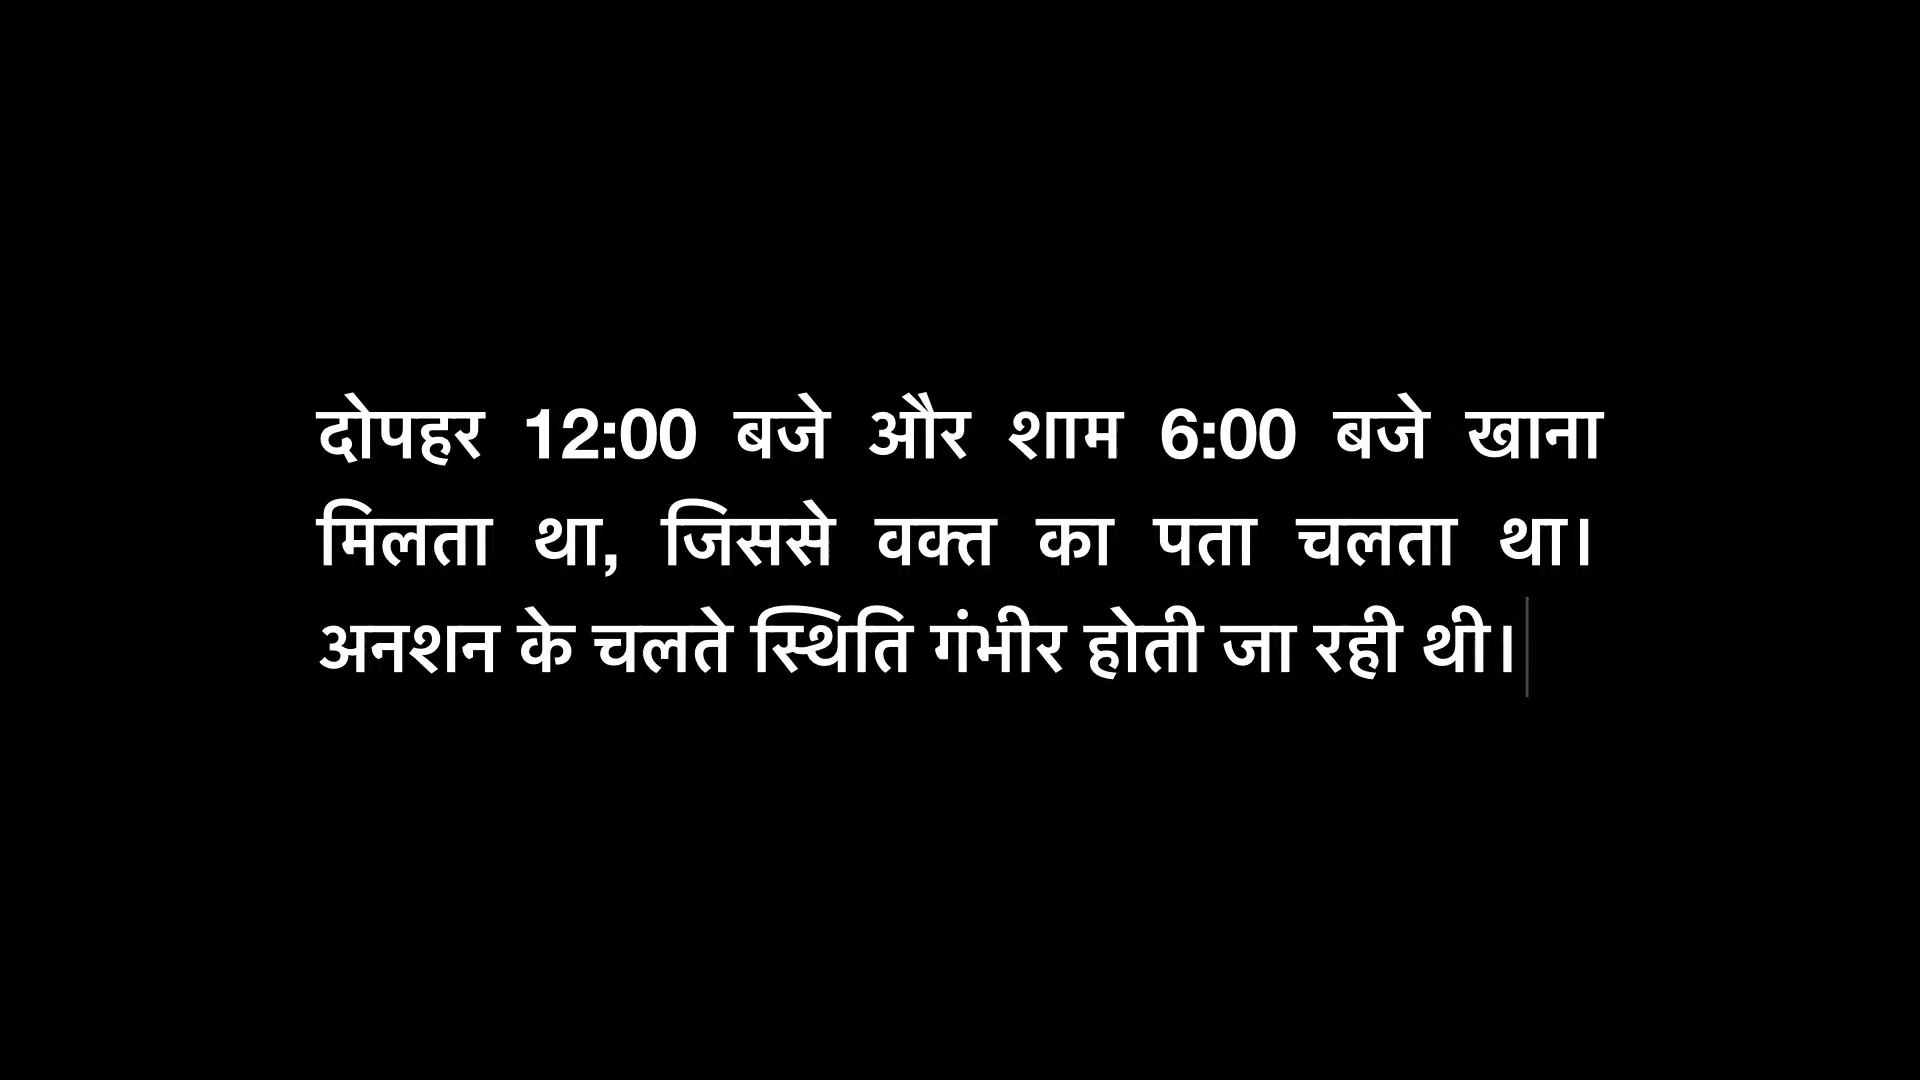 दोपहर 12:00 बजे और शाम 6:00 बजे खाना
मिलता था, जिससे वक्त का पता चलता था।
अनशन के चलते स्थिति गंभीर होती जा रही थी।